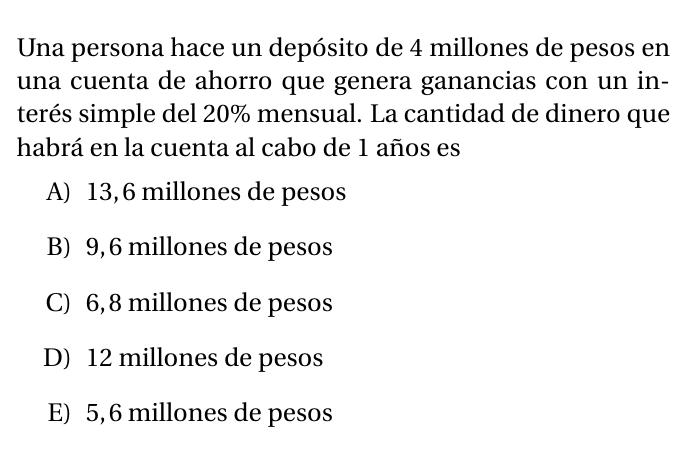 Una persona hace un depósito de 4 millones de pesos en
una cuenta de ahorro que genera ganancias con un in-
terés simple del 20% mensual. La cantidad de dinero que
habrá en la cuenta al cabo de 1 años es
A) 13,6 millones de pesos
B) 9,6 millones de pesos
C) 6,8 millones de pesos
D) 12 millones de pesos
E) 5,6 millones de pesos